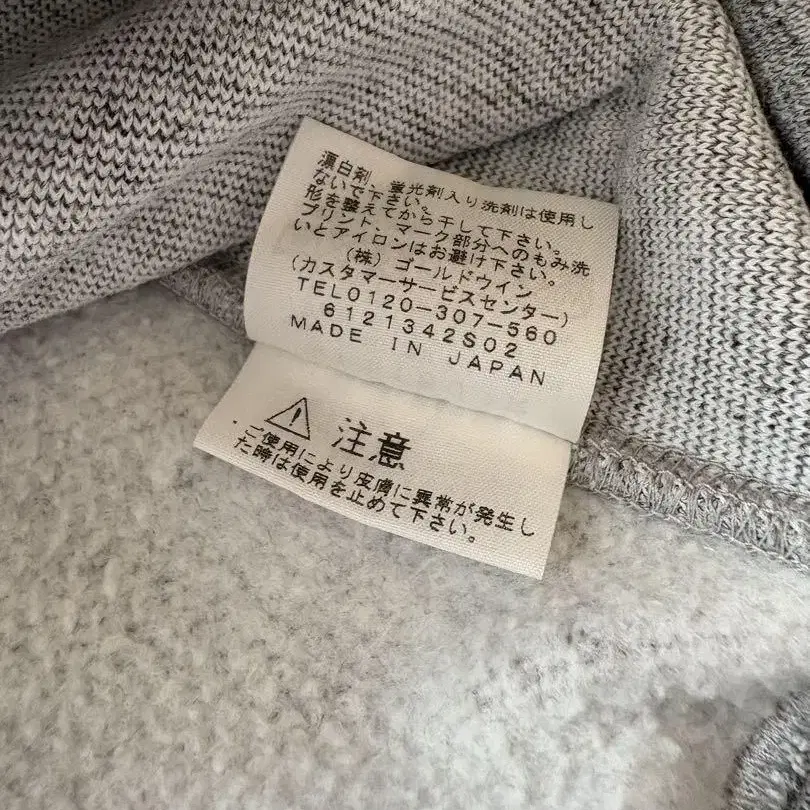 漂白剤、蛍光剤入り洗剤は使用し
ないで下さい。
形を整えてから干して下さい。
プリント、マーク部分へのもみ洗
いとアイロンはお避け下さい。
(株)ゴールドウイン
(カスタマーサービスセンター)
TEL0120-307-560
6121342S02
MADE IN JAPAN
注意
・ご使用により皮膚に異常が発生し
た時は使用を止めて下さい。